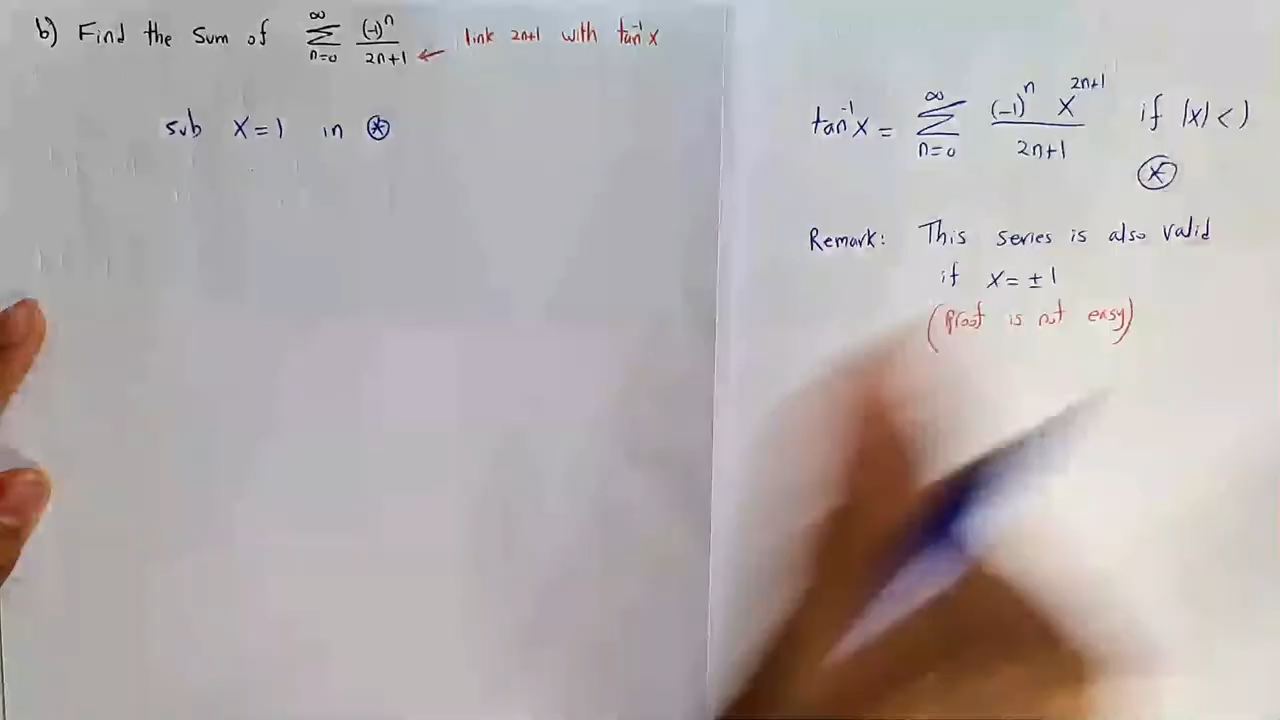 b) Find the sum of ∞ Σ n=0 (-1)^n / 2n+1 ← link 2n+1 with tan⁻¹x
sub x=1 in ⊛
tan⁻¹x = ∞ Σ n=0 (-1)^n x^2n+1 / 2n+1 if |x|<1
⊛
Remark: This series is also valid
if x=±1
(Proof is not easy)